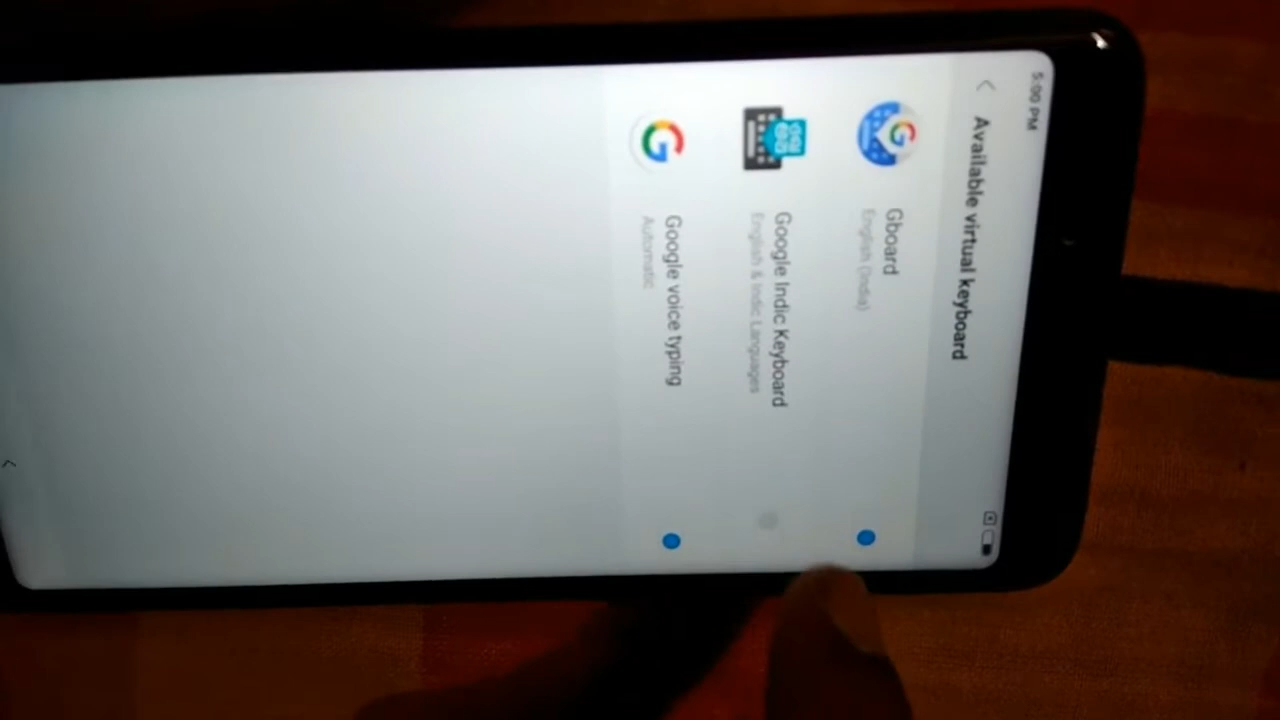 5:00 PM
Available virtual keyboard
Gboard
English (India)
Google Indic Keyboard
English & Indic Languages
Google voice typing
Automatic